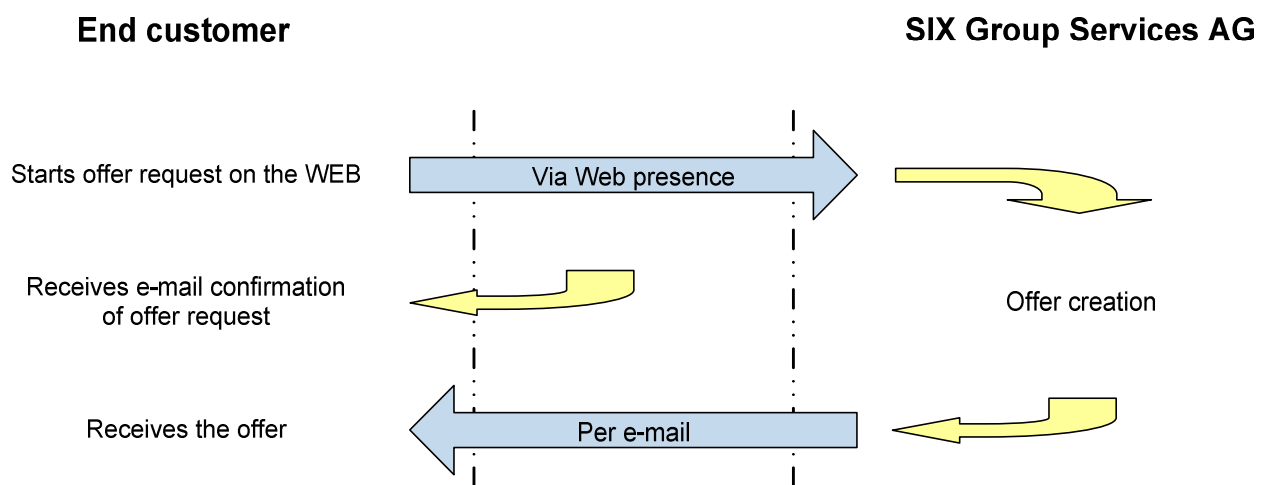 End customer
SIX Group Services AG
Starts offer request on the WEB
Via Web presence
Receives e-mail confirmation
of offer request
Offer creation
Receives the offer
Per e-mail